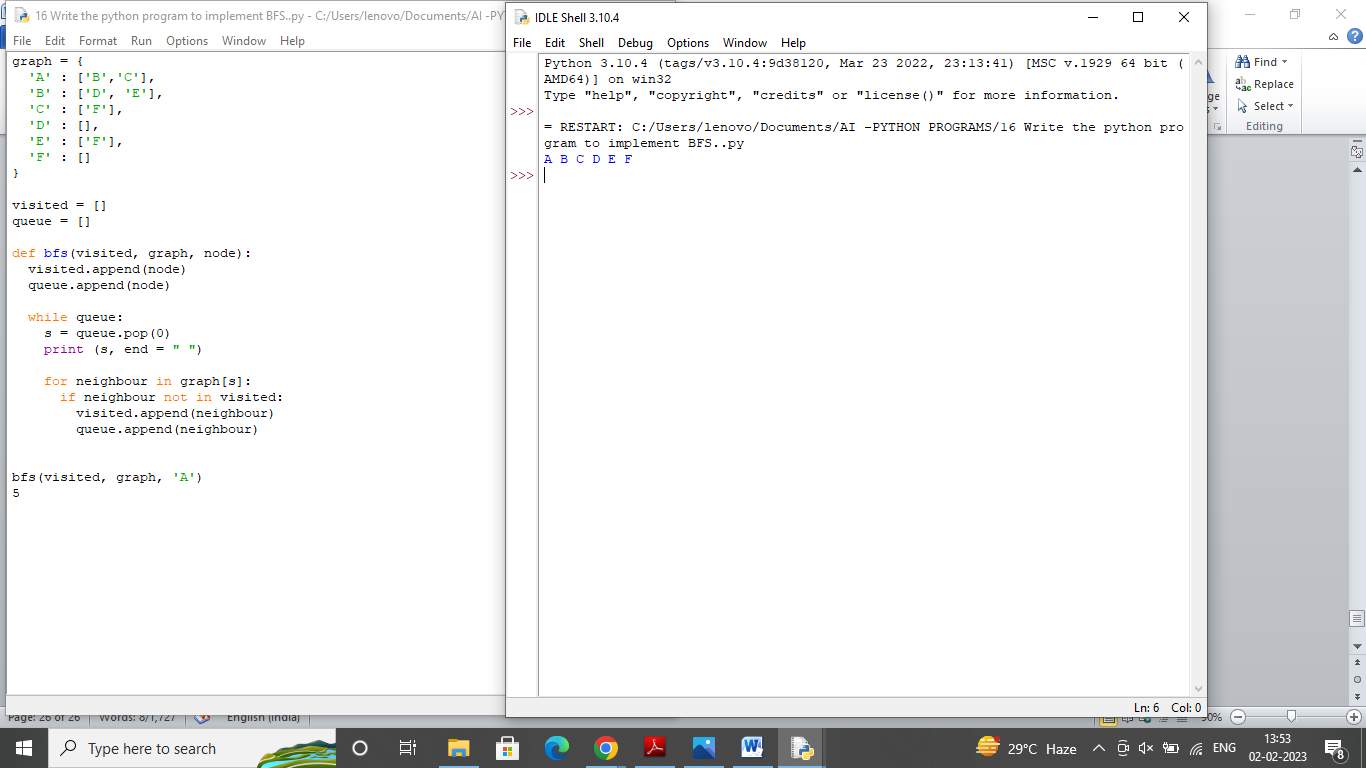 16 Write the python program to implement BFS..py - C:/Users/lenovo/Documents/AI -PY
File Edit Format Run Options Window Help
graph = {
  'A' : ['B','C'],
  'B' : ['D', 'E'],
  'C' : ['F'],
  'D' : [],
  'E' : ['F'],
  'F' : []
}
visited = []
queue = []
def bfs(visited, graph, node):
  visited.append(node)
  queue.append(node)
  while queue:
    s = queue.pop(0)
    print (s, end = " ")
    for neighbour in graph[s]:
      if neighbour not in visited:
        visited.append(neighbour)
        queue.append(neighbour)
bfs(visited, graph, 'A')
5
IDLE Shell 3.10.4
File Edit Shell Debug Options Window Help
Python 3.10.4 (tags/v3.10.4:9d38120, Mar 23 2022, 23:13:41) [MSC v.1929 64 bit (
AMD64)] on win32
Type "help", "copyright", "credits" or "license()" for more information.
>>>
= RESTART: C:/Users/lenovo/Documents/AI -PYTHON PROGRAMS/16 Write the python pro
gram to implement BFS..py
A B C D E F
>>>
Ln: 6 Col: 0
Find
Replace
Select
Editing
Page: 26 of 26 Words: 8/1,727 English (India)
Type here to search
29°C Haze
ENG
13:53
02-02-2023
8